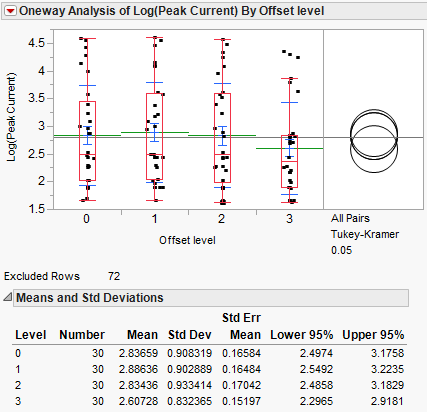 Oneway Analysis of Log(Peak Current) By Offset level
4.5
4
3.5
3
2.5
2
1.5
Log(Peak Current)
0 1 2 3
Offset level
All Pairs
Tukey-Kramer
0.05
Excluded Rows 72
Means and Std Deviations
Std Err
Level Number Mean Std Dev Mean Lower 95% Upper 95%
0 30 2.83659 0.908319 0.16584 2.4974 3.1758
1 30 2.88636 0.902889 0.16484 2.5492 3.2235
2 30 2.83436 0.933414 0.17042 2.4858 3.1829
3 30 2.60728 0.832365 0.15197 2.2965 2.9181